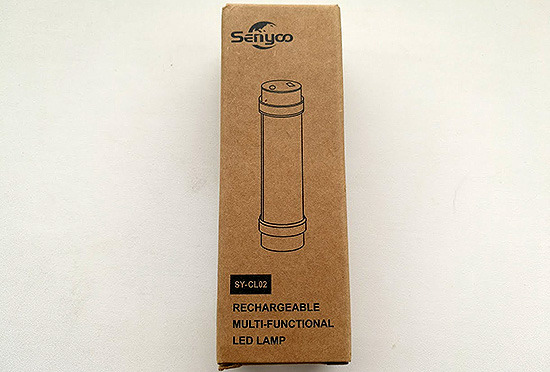 Senyoo
SY-CL02
RECHARGEABLE
MULTI-FUNCTIONAL
LED LAMP